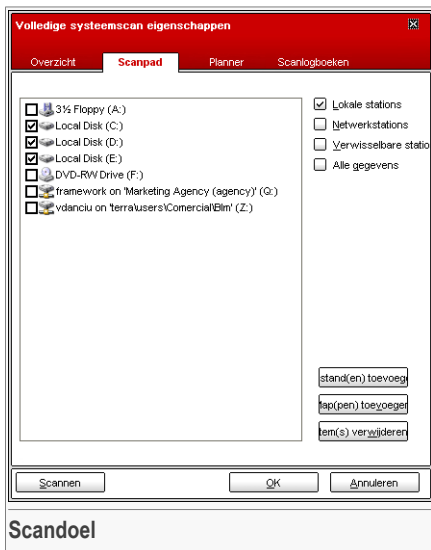 Volledige systeemscan eigenschappen
Overzicht Scanpad Planner Scanlogboeken
3½ Floppy (A:)
Local Disk (C:)
Local Disk (D:)
Local Disk (E:)
DVD-RW Drive (F:)
framework on 'Marketing Agency (agency)' (Q:)
vdanciu on 'terra\users\Comercial\Blm' (Z:)
Lokale stations
Netwerkstations
Verwisselbare statio
Alle gegevens
stand(en) toevoeg
Map(pen) toevoegen
tem(s) verwijderen
Scannen OK Annuleren
Scandoel